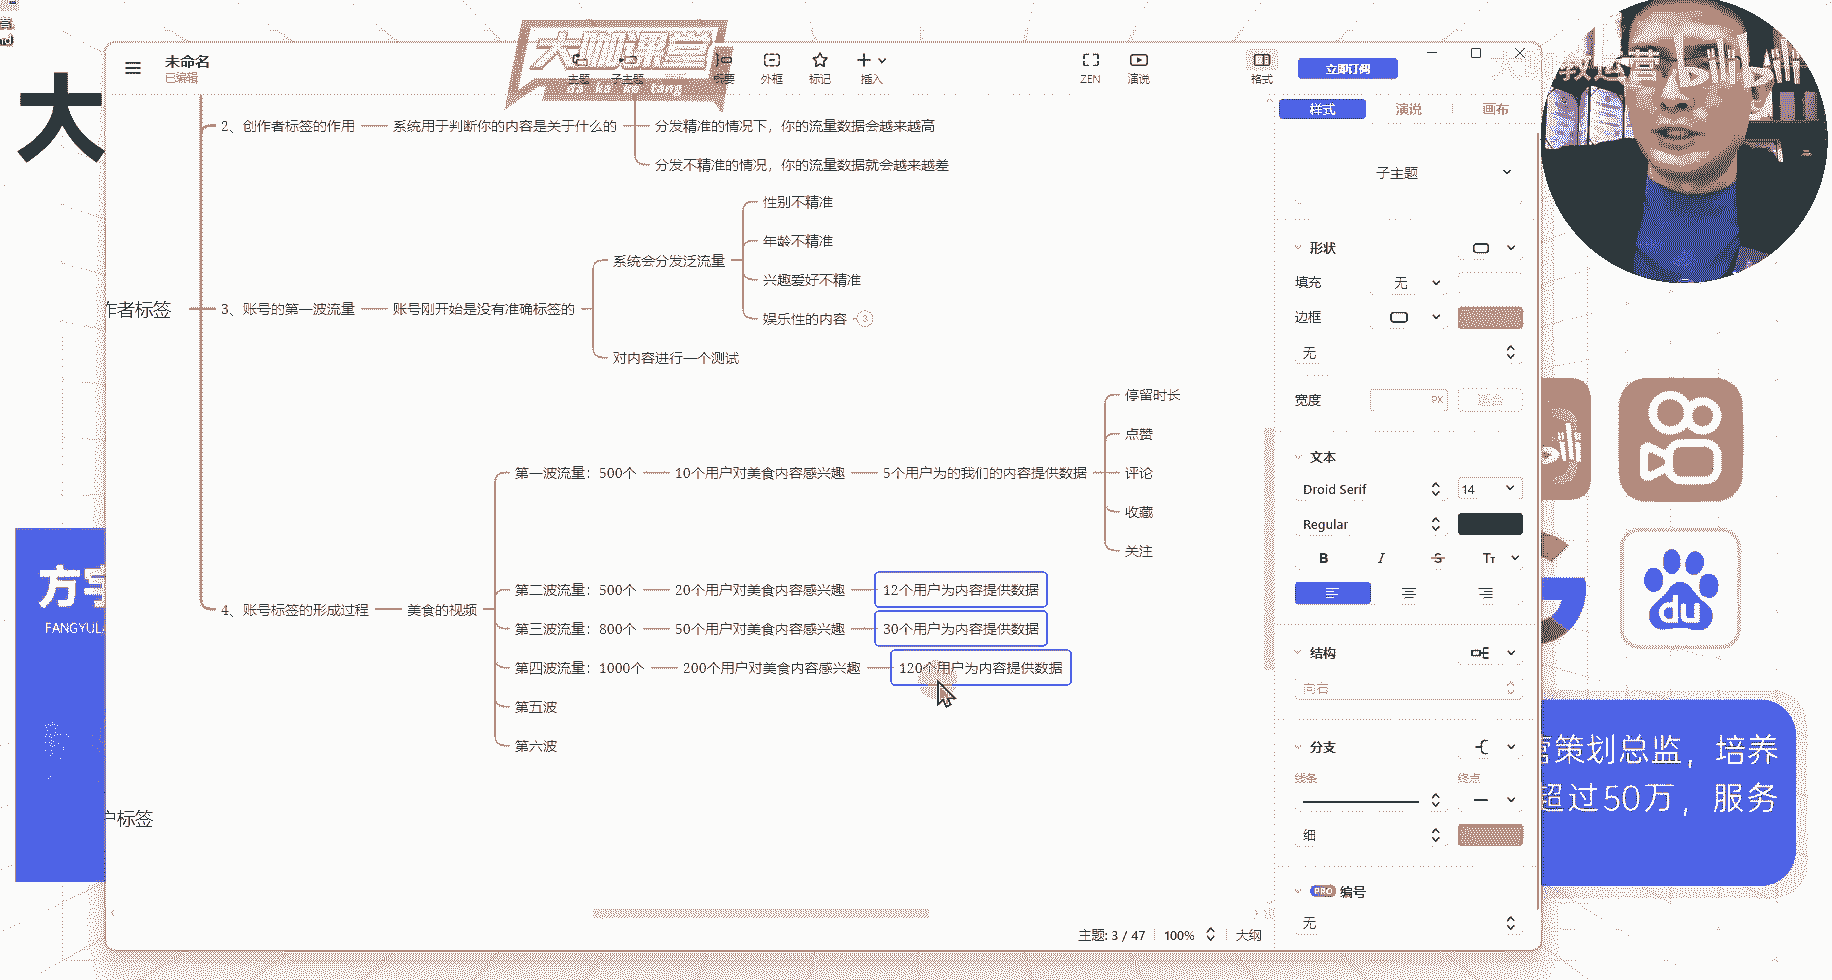 大咖课堂
da ka ke tang
未命名
已编辑
主题
子主题
概要
外框
标记
插入
ZEN
演说
格式
立即订阅
教运营
bilibili
大
样式
演说
画布
2、创作者标签的作用
系统用于判断你的内容是关于什么的
分发精准的情况下，你的流量数据会越来越高
分发不精准的情况，你的流量数据就会越来越差
子主题
作者标签
3、账号的第一波流量
账号刚开始是没有准确标签的
系统会分发泛流量
性别不精准
年龄不精准
兴趣爱好不精准
娱乐性的内容
3
对内容进行一个测试
形状
填充
无
边框
无
宽度
PX
适合
4、账号标签的形成过程
美食的视频
第一波流量：500个
10个用户对美食内容感兴趣
5个用户为的我们的内容提供数据
停留时长
点赞
评论
收藏
关注
第二波流量：500个
20个用户对美食内容感兴趣
12个用户为内容提供数据
第三波流量：800个
50个用户对美食内容感兴趣
30个用户为内容提供数据
第四波流量：1000个
200个用户对美食内容感兴趣
120个用户为内容提供数据
第五波
第六波
户标签
文本
Droid Serif
14
Regular
B
I
S
Tт
结构
向右
分支
线条
终点
细
PRO 编号
无
主题: 3 / 47
100%
大纲
方宇
FANGYUL
du
营策划总监，培养
超过50万，服务